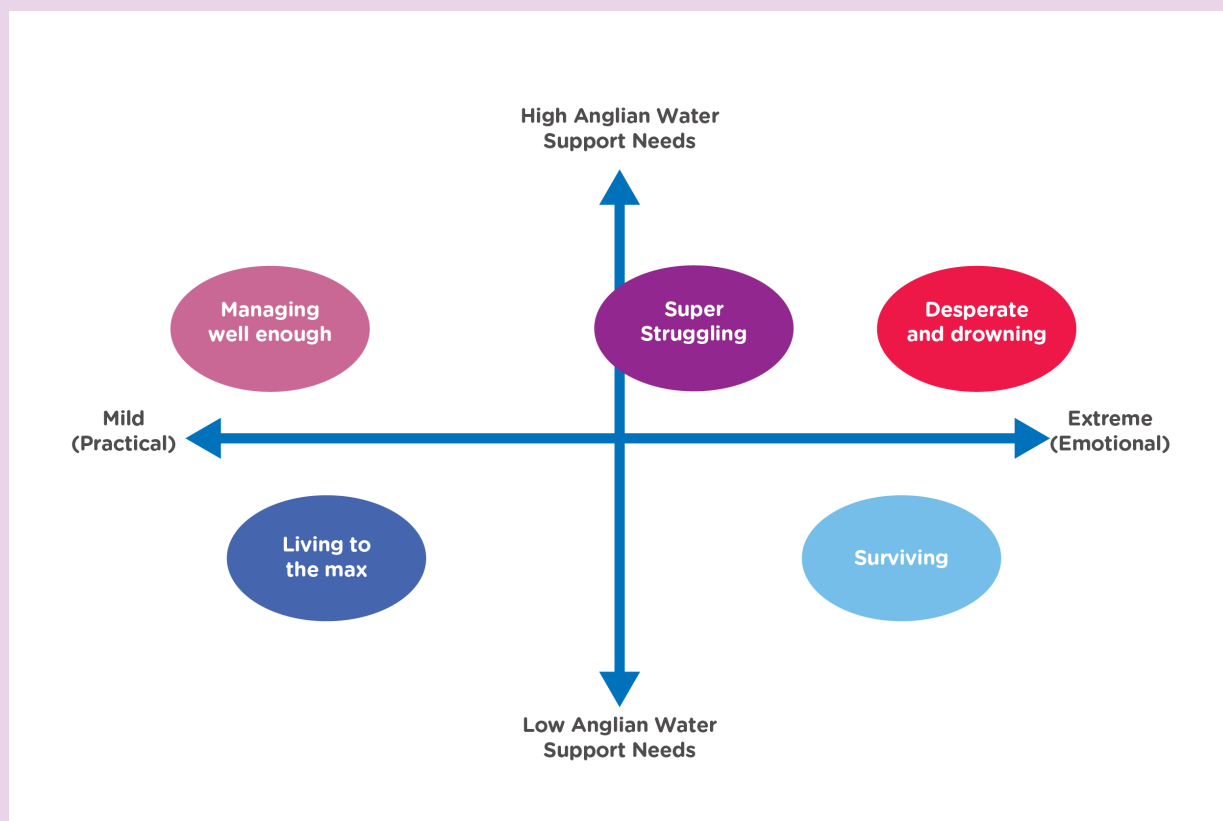 High Anglian Water
Support Needs
Managing
well enough
Super
Struggling
Desperate
and drowning
Mild
(Practical)
Extreme
(Emotional)
Living to
the max
Surviving
Low Anglian Water
Support Needs